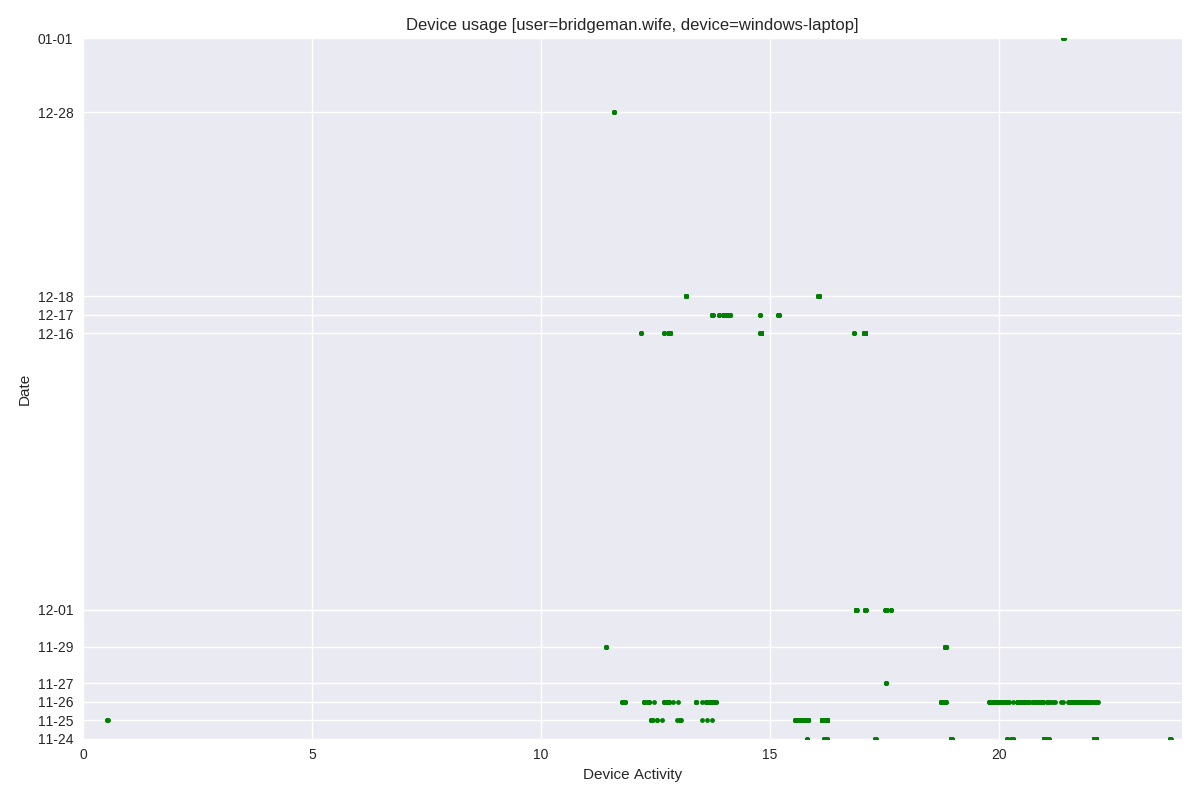 Device usage [user=bridgeman.wife, device=windows-laptop]
01-01
12-28
12-18
12-17
12-16
12-01
11-29
11-27
11-26
11-25
11-24
Date
0 5 10 15 20
Device Activity